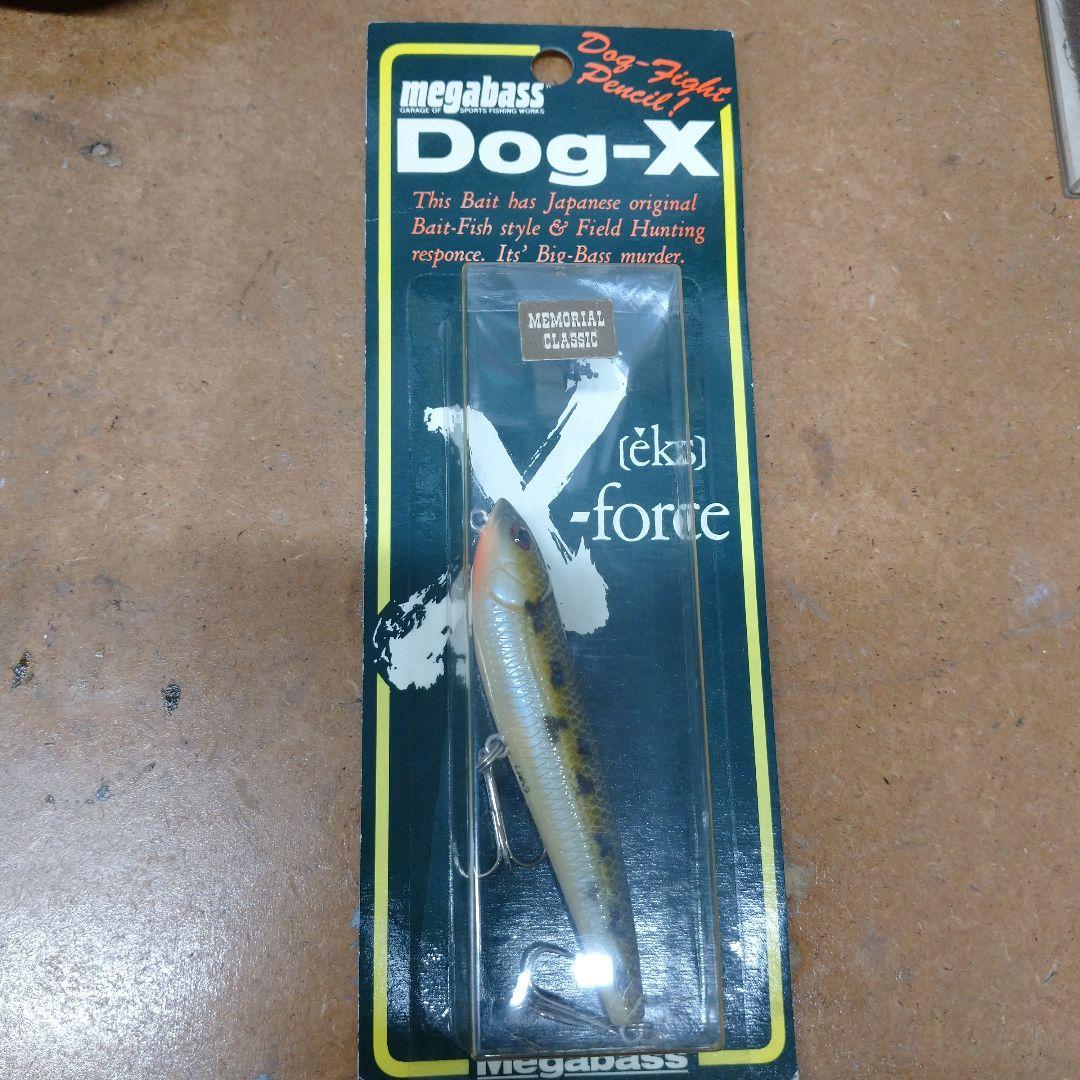 Dog-Fight
Pencil!
megabass
GARAGE OF SPORTS FISHING WORKS
Dog-X
This Bait has Japanese original
Bait-Fish style & Field Hunting
responce. Its' Big-Bass murder.
MEMORIAL
CLASSIC
X
(ěks)
-force
Megabass